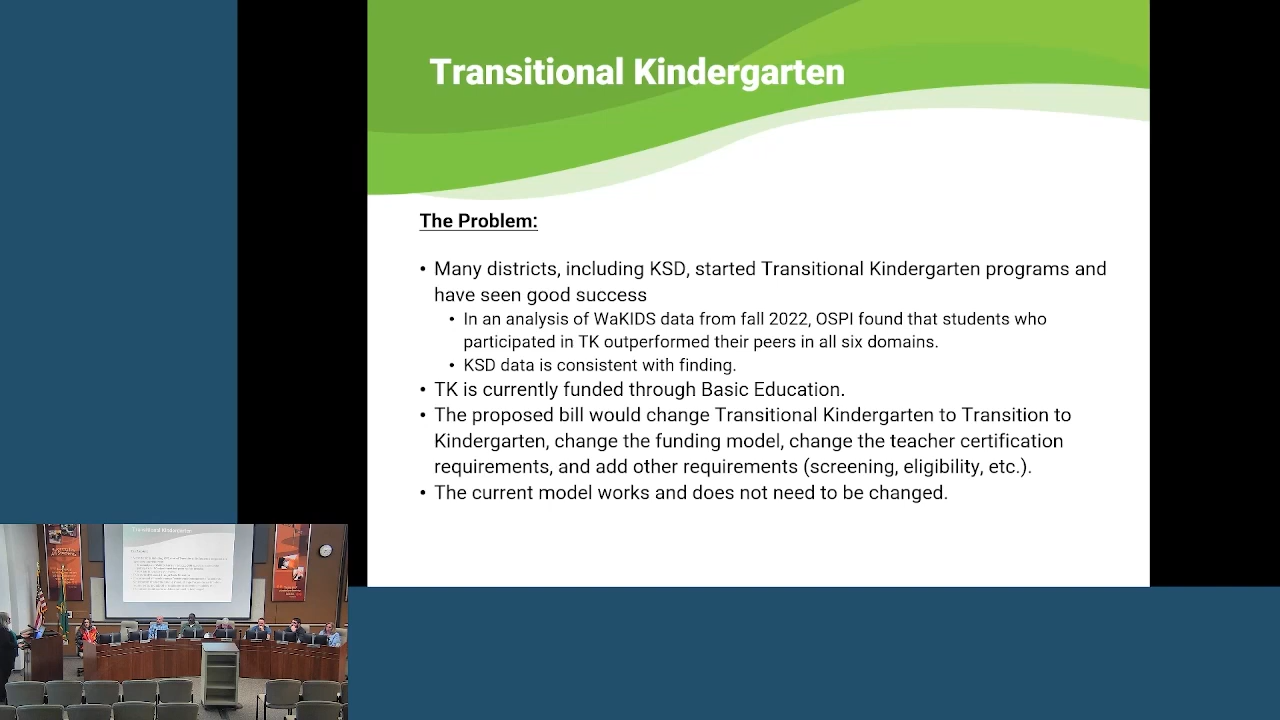 Transitional Kindergarten
The Problem:
• Many districts, including KSD, started Transitional Kindergarten programs and
have seen good success
• In an analysis of WaKIDS data from fall 2022, OSPI found that students who
participated in TK outperformed their peers in all six domains.
• KSD data is consistent with finding.
• TK is currently funded through Basic Education.
• The proposed bill would change Transitional Kindergarten to Transition to
Kindergarten, change the funding model, change the teacher certification
requirements, and add other requirements (screening, eligibility, etc.).
• The current model works and does not need to be changed.
Transitional Kindergarten